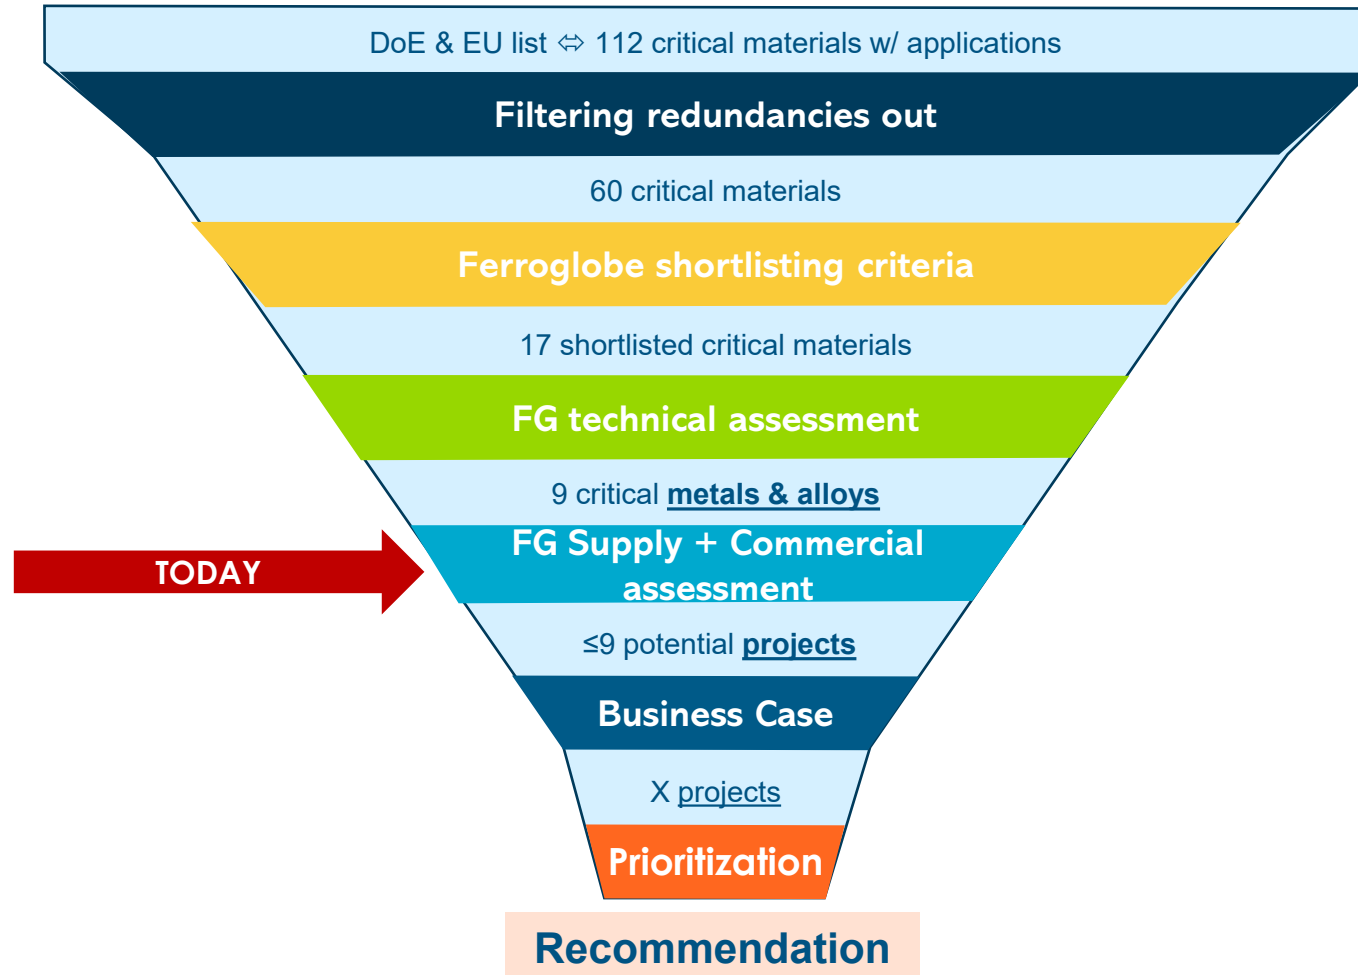 DoE & EU list ⇔ 112 critical materials w/ applications
Filtering redundancies out
60 critical materials
Ferroglobe shortlisting criteria
17 shortlisted critical materials
FG technical assessment
9 critical metals & alloys
FG Supply + Commercial
assessment
TODAY
≤9 potential projects
Business Case
X projects
Prioritization
Recommendation